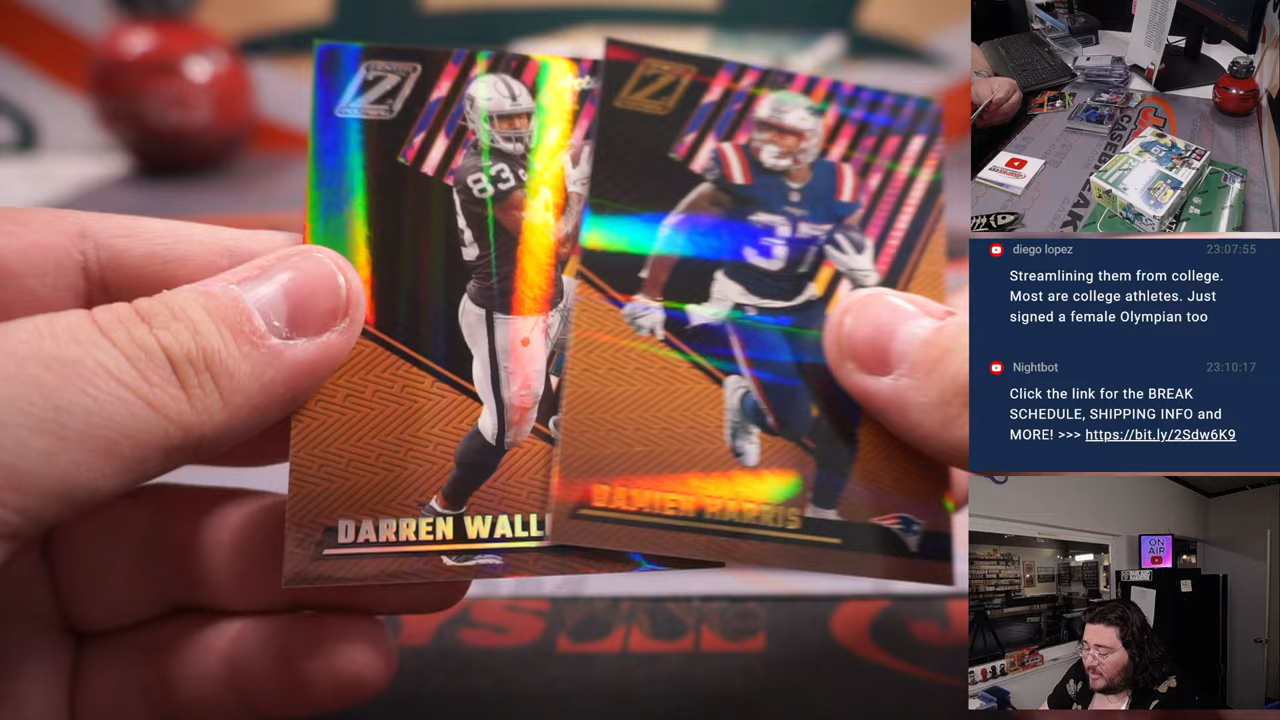 Z
Z
83
37
DARREN WALL
DAMIEN HARRIS
diego lopez 23:07:55
Streamlining them from college.
Most are college athletes. Just
signed a female Olympian too
Nightbot 23:10:17
Click the link for the BREAK
SCHEDULE, SHIPPING INFO and
MORE! >>> https://bit.ly/2Sdw6K9
ON
AIR